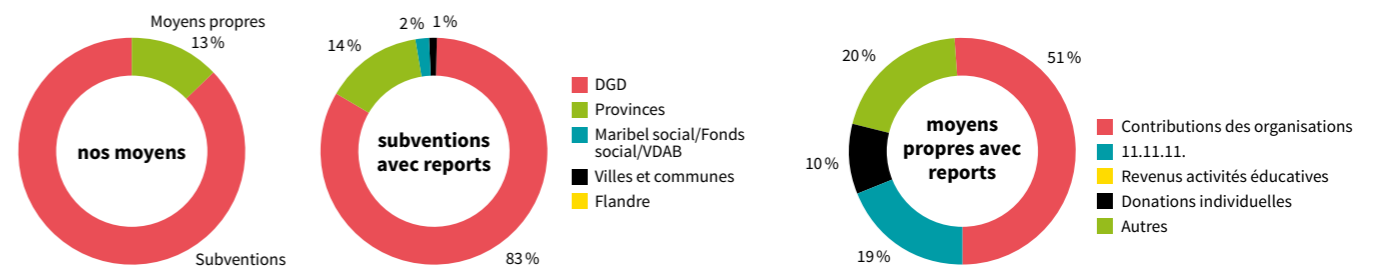 Moyens propres
13 %
nos moyens
Subventions
2 %
1 %
14 %
subventions
avec reports
83 %
DGD
Provinces
Maribel social/Fonds
social/VDAB
Villes et communes
Flandre
20 %
51 %
moyens
propres avec
reports
10 %
19 %
Contributions des organisations
11.11.11.
Revenus activités éducatives
Donations individuelles
Autres